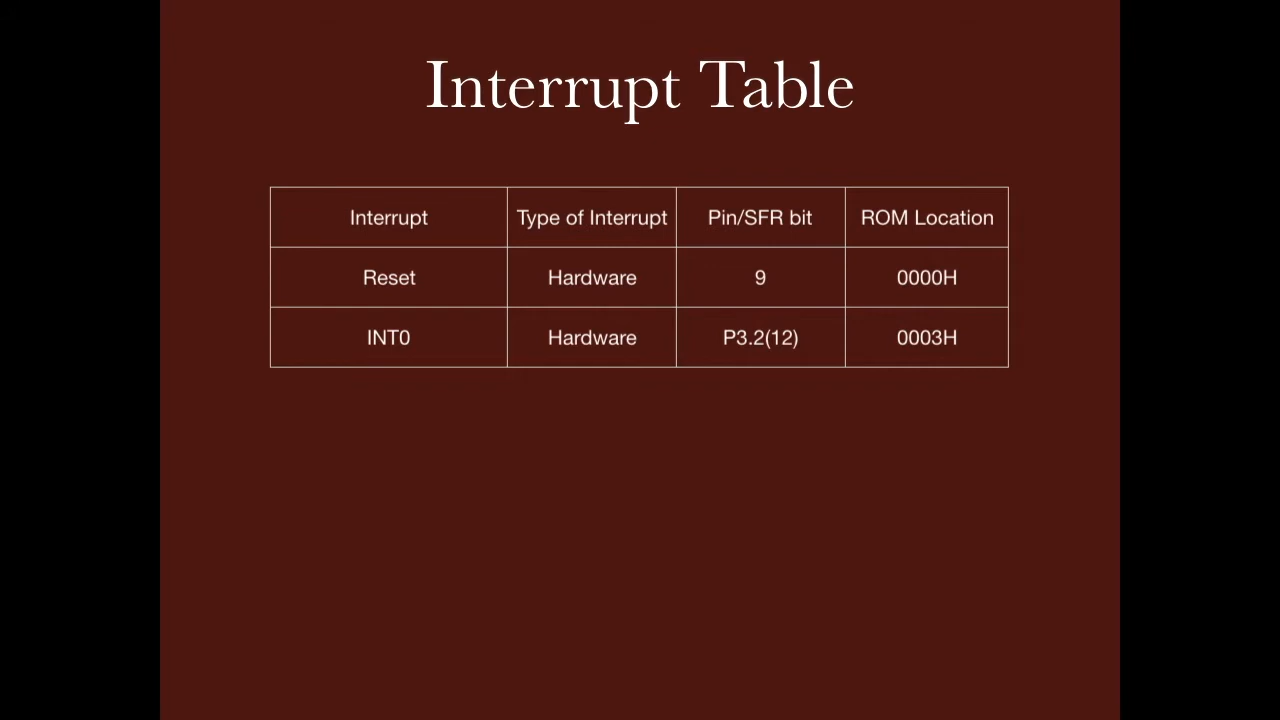 Interrupt Table
Interrupt Type of Interrupt Pin/SFR bit ROM Location
Reset Hardware 9 0000H
INT0 Hardware P3.2(12) 0003H